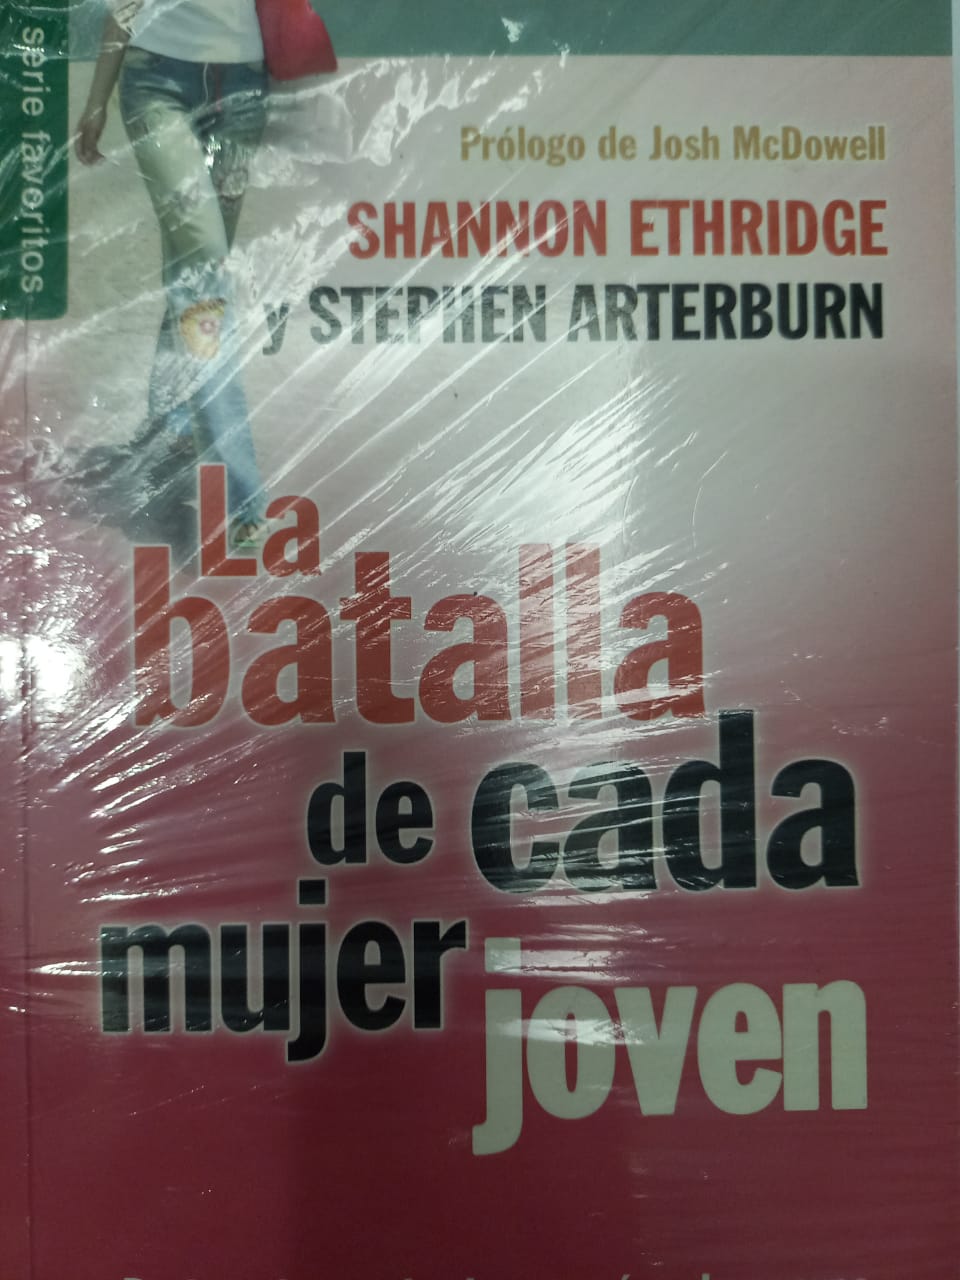 serie favoritos
Prólogo de Josh McDowell
SHANNON ETHRIDGE
y STEPHEN ARTERBURN
La
batalla
de cada
mujer
joven